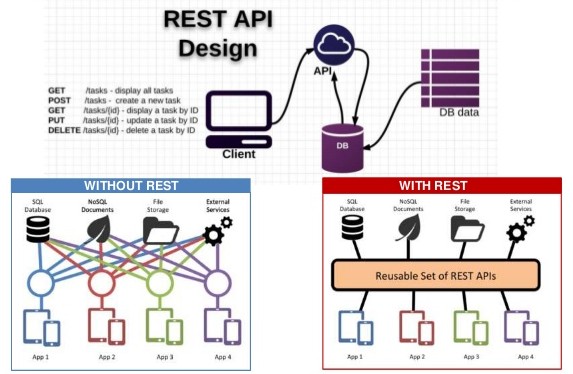 REST API
Design
API
GET /tasks - display all tasks
POST /tasks - create a new task
GET /tasks/{id} - display a task by ID
PUT /tasks/{id} - update a task by ID
DELETE /tasks/{id} - delete a task by ID
Client
DB
DB data
WITHOUT REST
SQL Database
NoSQL Documents
File Storage
External Services
App 1
App 2
App 3
App 4
WITH REST
SQL Database
NoSQL Documents
File Storage
External Services
Reusable Set of REST APIs
App 1
App 2
App 3
App 4